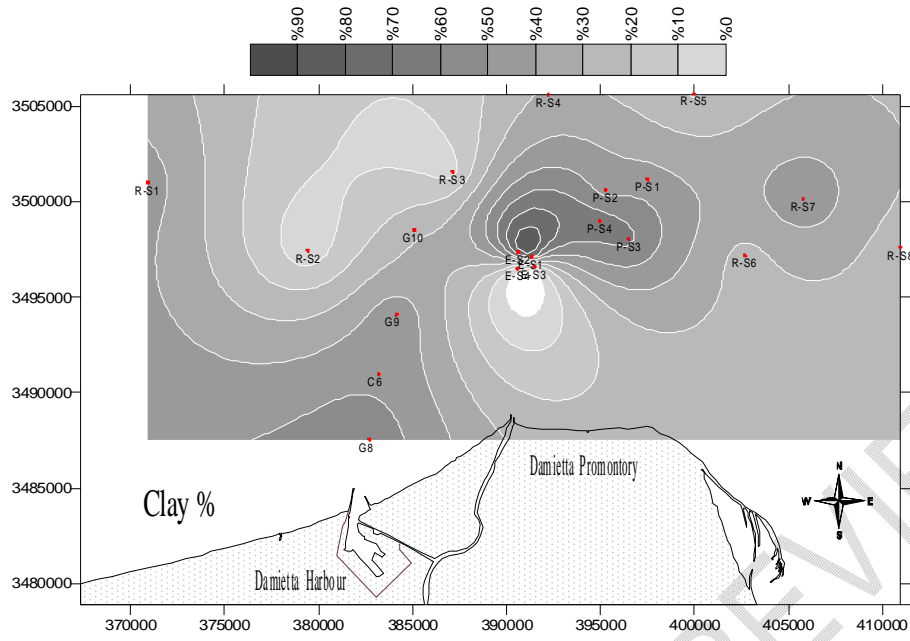 %90 %80 %70 %60 %50 %40 %30 %20 %10 %0
3505000
3500000
3495000
3490000
3485000
3480000
R-S4
R-S5
R-S1
R-S3
P-S1
P-S2
R-S7
P-S4
G10
P-S3
R-S2
R-S6
R-S8
E-S2
E-S1
E-S3
G9
C6
G8
Damietta Promontory
Clay %
Damietta Harbour
N
W
E
S
370000 375000 380000 385000 390000 395000 400000 405000 410000